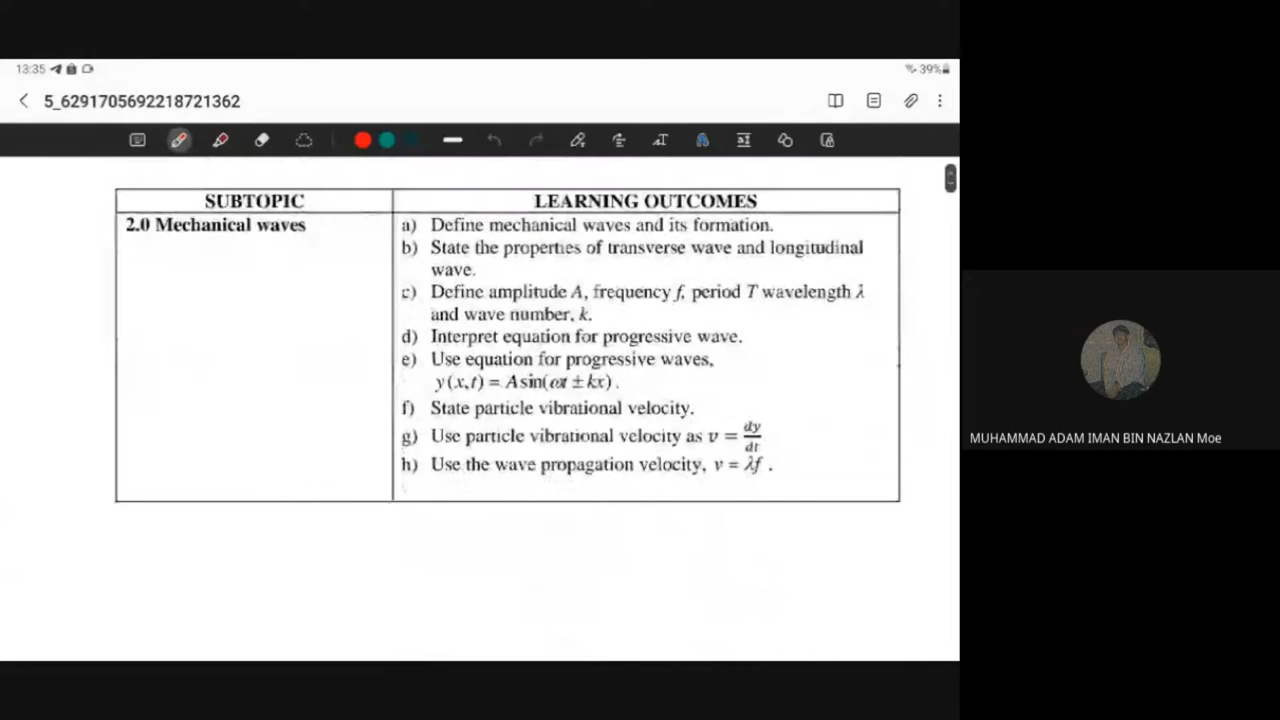 13:35
39%
5_6291705692218721362
SUBTOPIC
LEARNING OUTCOMES
2.0 Mechanical waves
a) Define mechanical waves and its formation.
b) State the properties of transverse wave and longitudinal
wave.
c) Define amplitude A, frequency f, period T wavelength λ
and wave number, k.
d) Interpret equation for progressive wave.
e) Use equation for progressive waves,
y(x,t) = A sin(ωt ± kx) .
f) State particle vibrational velocity.
g) Use particle vibrational velocity as v = dy/dt
h) Use the wave propagation velocity, v = λf .
MUHAMMAD ADAM IMAN BIN NAZLAN Moe